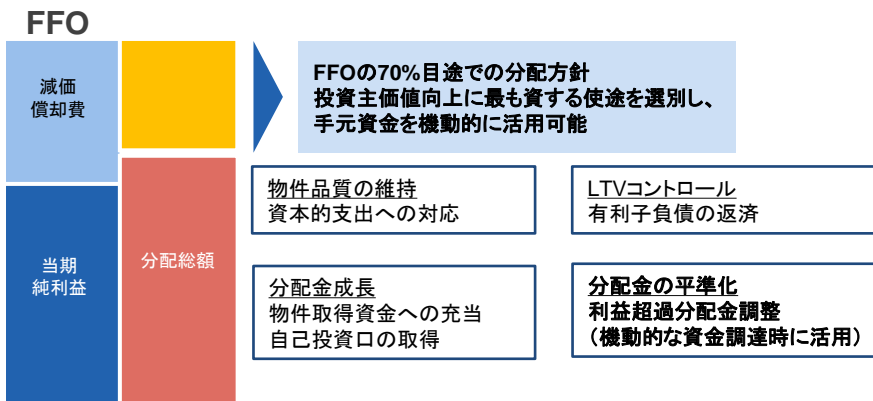 FFO
減価
償却費
当期
純利益
分配総額
FFOの70%目途での分配方針
投資主価値向上に最も資する使途を選別し、
手元資金を機動的に活用可能
物件品質の維持
資本的支出への対応
LTVコントロール
有利子負債の返済
分配金成長
物件取得資金への充当
自己投資口の取得
分配金の平準化
利益超過分配金調整
（機動的な資金調達時に活用）